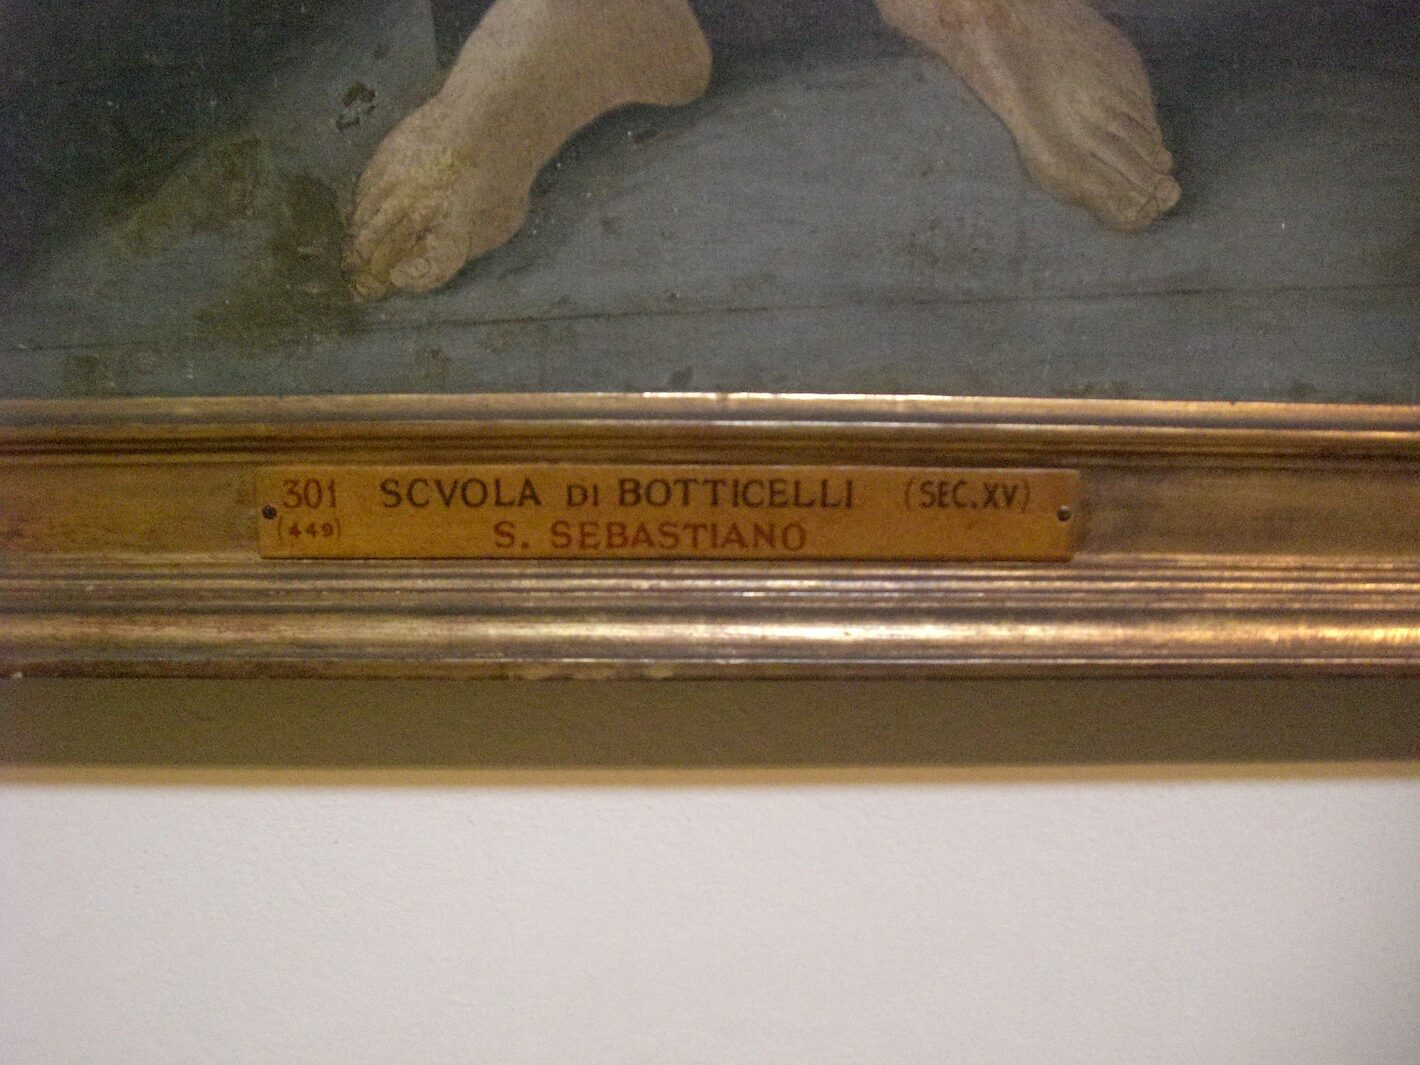 301 SCVOLA DI BOTTICELLI (SEC.XV)
(449) S. SEBASTIANO